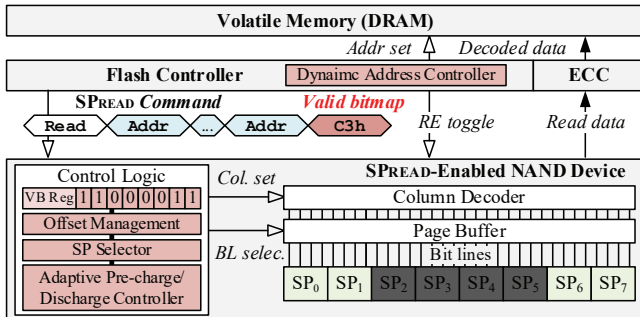 Volatile Memory (DRAM)
Addr set
Decoded data
Flash Controller
Dynaimc Address Controller
ECC
SPREAD Command
Valid bitmap
Read
Addr
...
Addr
C3h
RE toggle
Read data
SPREAD-Enabled NAND Device
Control Logic
VB Reg 1 1 0 0 0 0 1 1
Offset Management
SP Selector
Adaptive Pre-charge/
Discharge Controller
Col. set
BL selec.
Column Decoder
Page Buffer
Bit lines
SP0 SP1 SP2 SP3 SP4 SP5 SP6 SP7